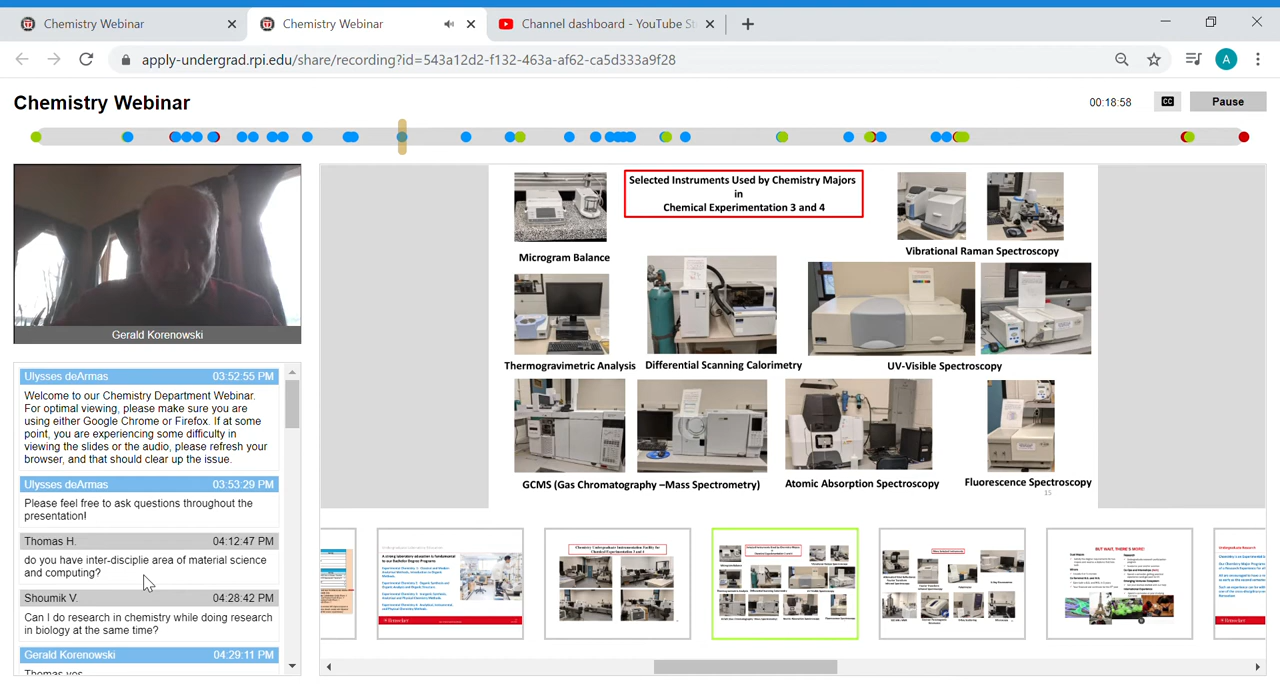 Chemistry Webinar
Chemistry Webinar
Channel dashboard - YouTube St
apply-undergrad.rpi.edu/share/recording?id=543a12d2-f132-463a-af62-ca5d333a9f28
A
Chemistry Webinar
00:18:58
CC
Pause
Gerald Korenowski
Ulysses deArmas 03:52:55 PM
Welcome to our Chemistry Department Webinar.
For optimal viewing, please make sure you are
using either Google Chrome or Firefox. If at some
point, you are experiencing some difficulty in
viewing the slides or the audio, please refresh your
browser, and that should clear up the issue.
Ulysses deArmas 03:53:29 PM
Please feel free to ask questions throughout the
presentation!
Thomas H. 04:12:47 PM
do you have inter-disciplie area of material science
and computing?
Shoumik V. 04:28:42 PM
Can I do research in chemistry while doing research
in biology at the same time?
Gerald Korenowski 04:29:11 PM
Thomas yes
Selected Instruments Used by Chemistry Majors
in
Chemical Experimentation 3 and 4
Microgram Balance
Vibrational Raman Spectroscopy
Thermogravimetric Analysis
Differential Scanning Calorimetry
UV-Visible Spectroscopy
GCMS (Gas Chromatography –Mass Spectrometry)
Atomic Absorption Spectroscopy
Fluorescence Spectroscopy
15
BUT WAIT, THERE'S MORE!